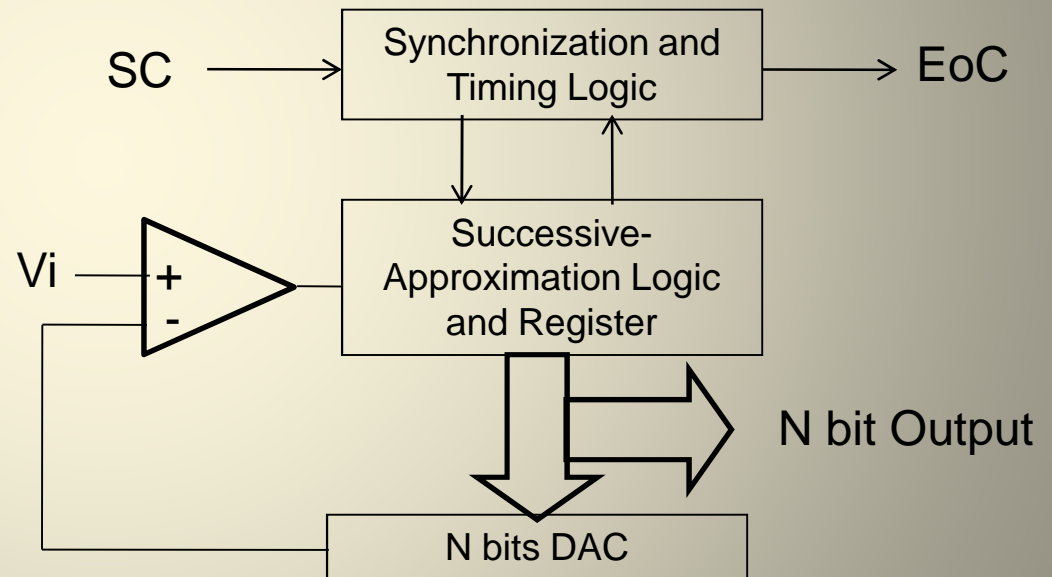 SC
Synchronization and
Timing Logic
EoC
Vi
+
-
Successive-
Approximation Logic
and Register
N bit Output
N bits DAC